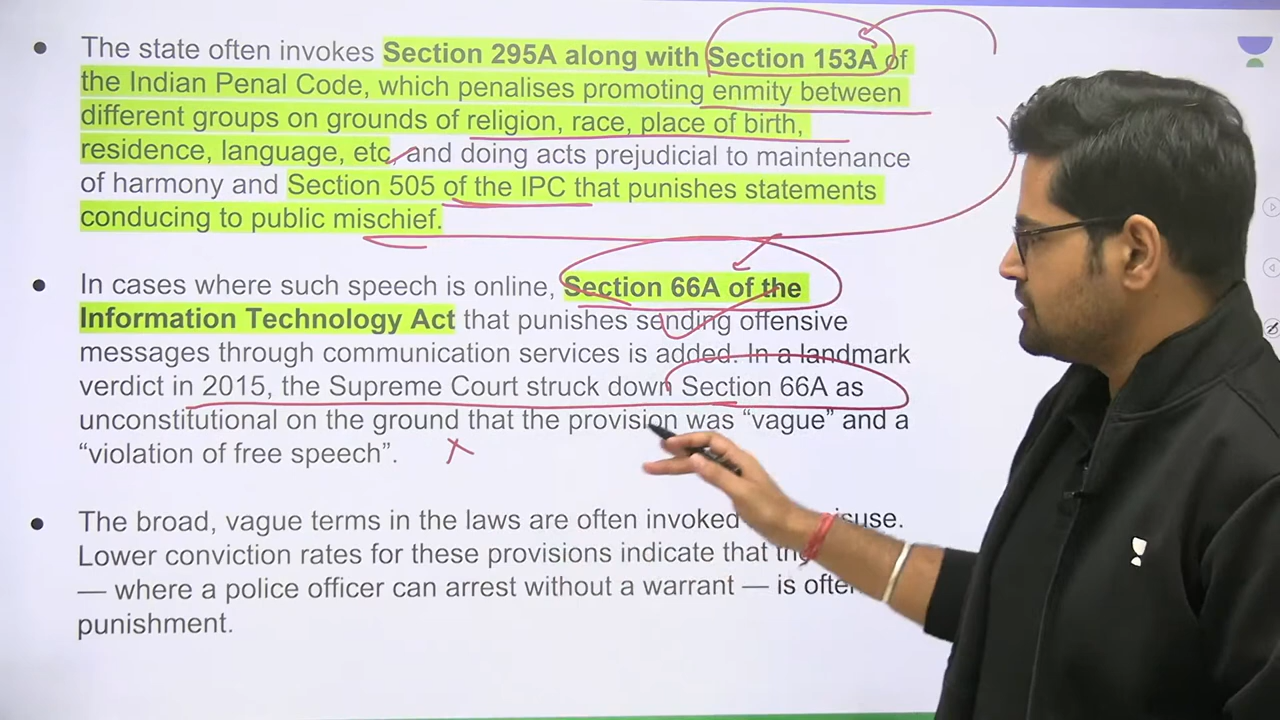 The state often invokes Section 295A along with Section 153A of
the Indian Penal Code, which penalises promoting enmity between
different groups on grounds of religion, race, place of birth,
residence, language, etc, and doing acts prejudicial to maintenance
of harmony and Section 505 of the IPC that punishes statements
conducing to public mischief.
In cases where such speech is online, Section 66A of the
Information Technology Act that punishes sending offensive
messages through communication services is added. In a landmark
verdict in 2015, the Supreme Court struck down Section 66A as
unconstitutional on the ground that the provision was “vague” and a
“violation of free speech”.
The broad, vague terms in the laws are often invoked
Lower conviction rates for these provisions indicate that
— where a police officer can arrest without a warrant — is
punishment.